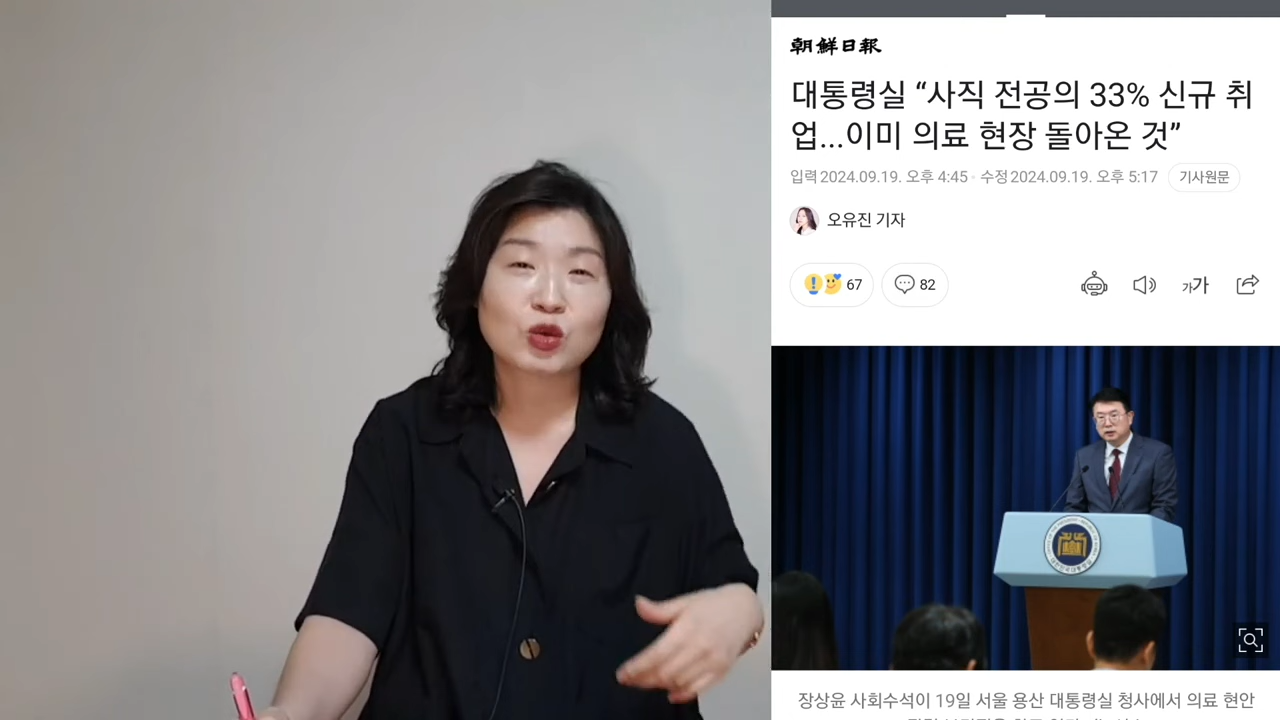 朝鮮日報
대통령실 “사직 전공의 33% 신규 취
업...이미 의료 현장 돌아온 것”
입력 2024.09.19. 오후 4:45 · 수정 2024.09.19. 오후 5:17 기사원문
오유진 기자
67 82 가가
장상윤 사회수석이 19일 서울 용산 대통령실 청사에서 의료 현안